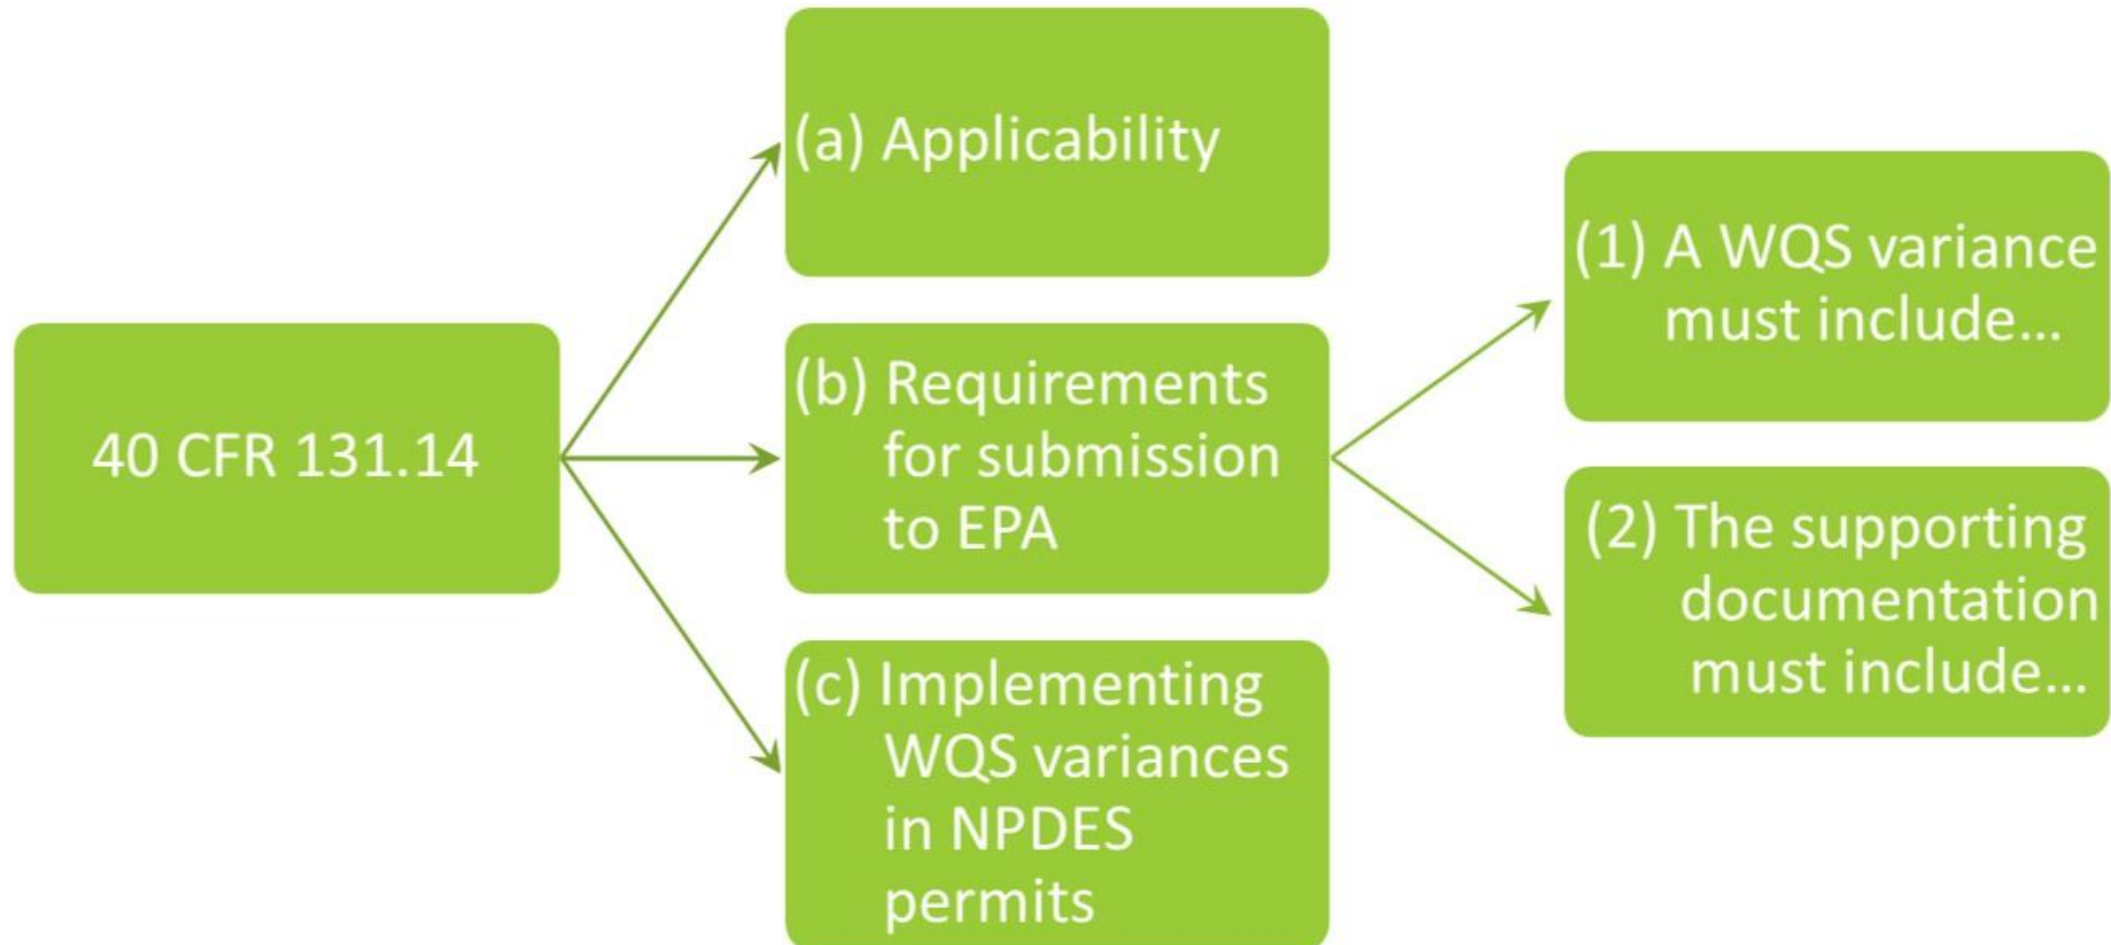 40 CFR 131.14
(a) Applicability
(b) Requirements
for submission
to EPA
(c) Implementing
WQS variances
in NPDES
permits
(1) A WQS variance
must include...
(2) The supporting
documentation
must include...